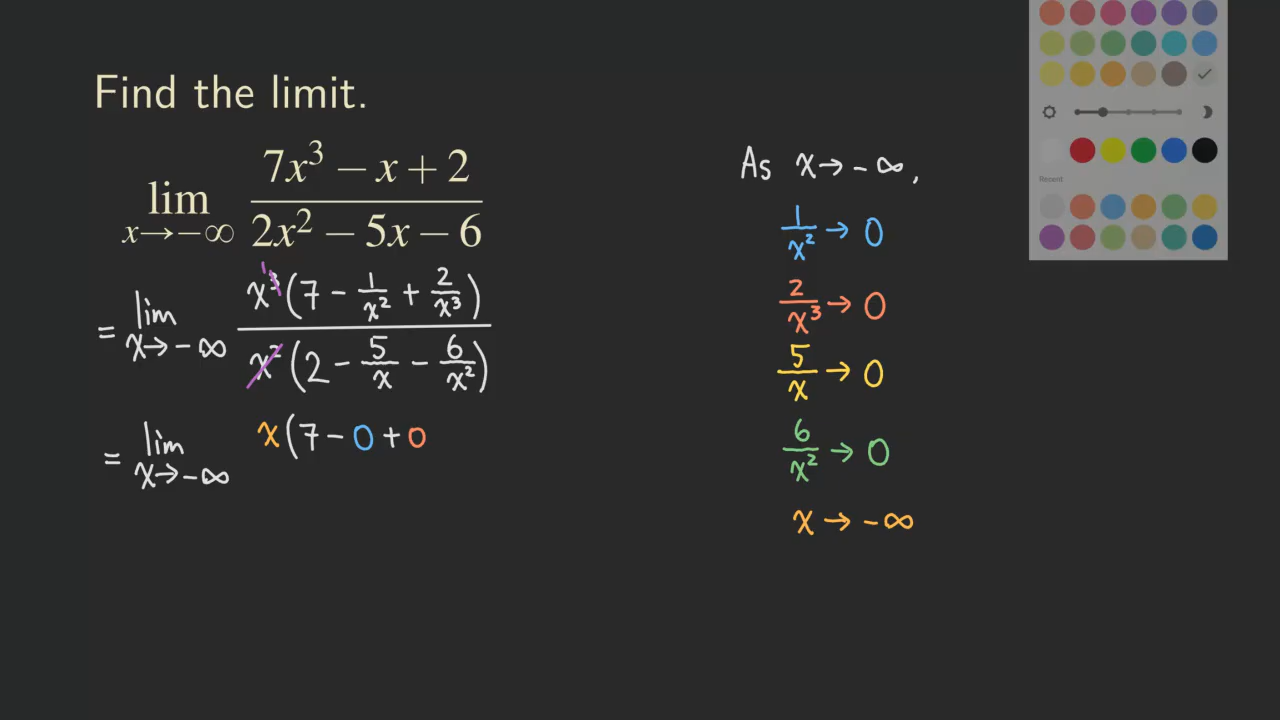 Find the limit.
lim x→−∞ (7x³ − x + 2)/(2x² − 5x − 6)
= lim x→−∞ x³(7 − 1/x² + 2/x³)/x²(2 − 5/x − 6/x²)
1
= lim x→−∞ x(7 − 0 + 0
As x→−∞,
1/x² → 0
2/x³ → 0
5/x → 0
6/x² → 0
x → −∞
Recent